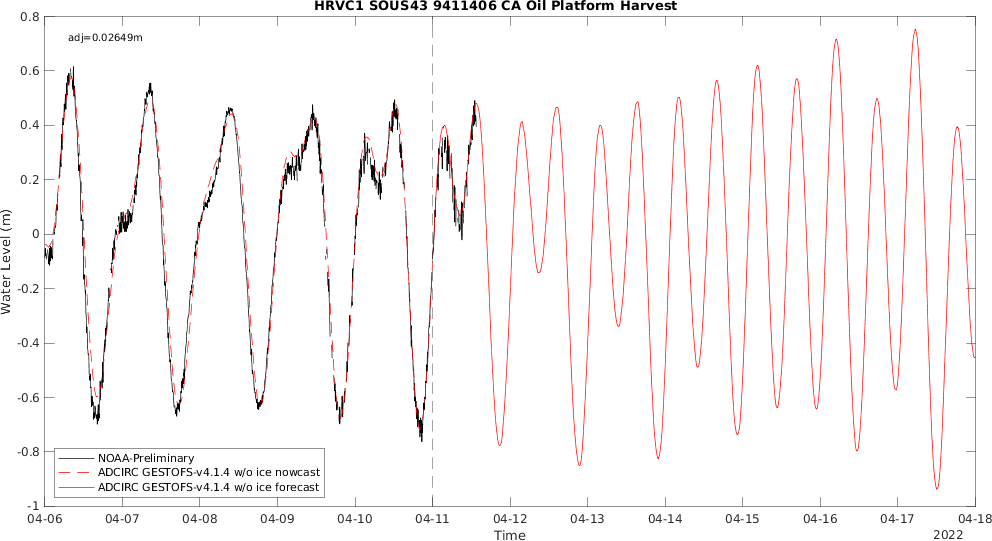 HRVC1 SOUS43 9411406 CA Oil Platform Harvest
adj=0.02649m
Water Level (m)
0.8
0.6
0.4
0.2
0
-0.2
-0.4
-0.6
-0.8
-1
NOAA-Preliminary
ADCIRC GESTOFS-v4.1.4 w/o ice nowcast
ADCIRC GESTOFS-v4.1.4 w/o ice forecast
04-06 04-07 04-08 04-09 04-10 04-11 04-12 04-13 04-14 04-15 04-16 04-17 04-18
Time
2022